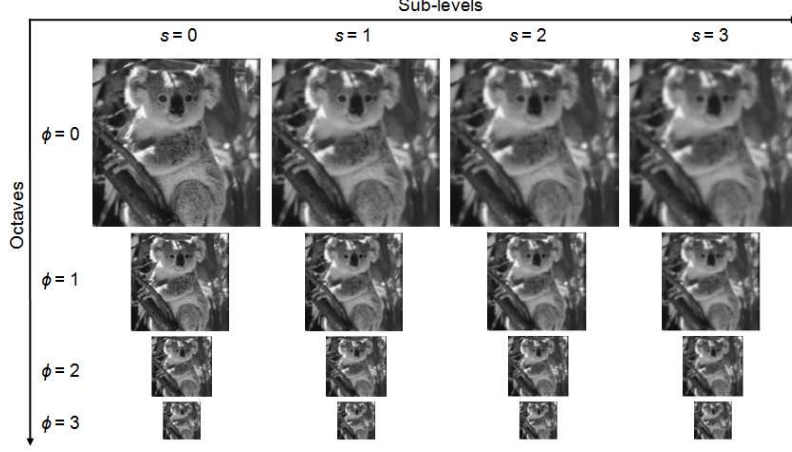 Sub-levels
s = 0 s = 1 s = 2 s = 3
Octaves
ϕ = 0
ϕ = 1
ϕ = 2
ϕ = 3